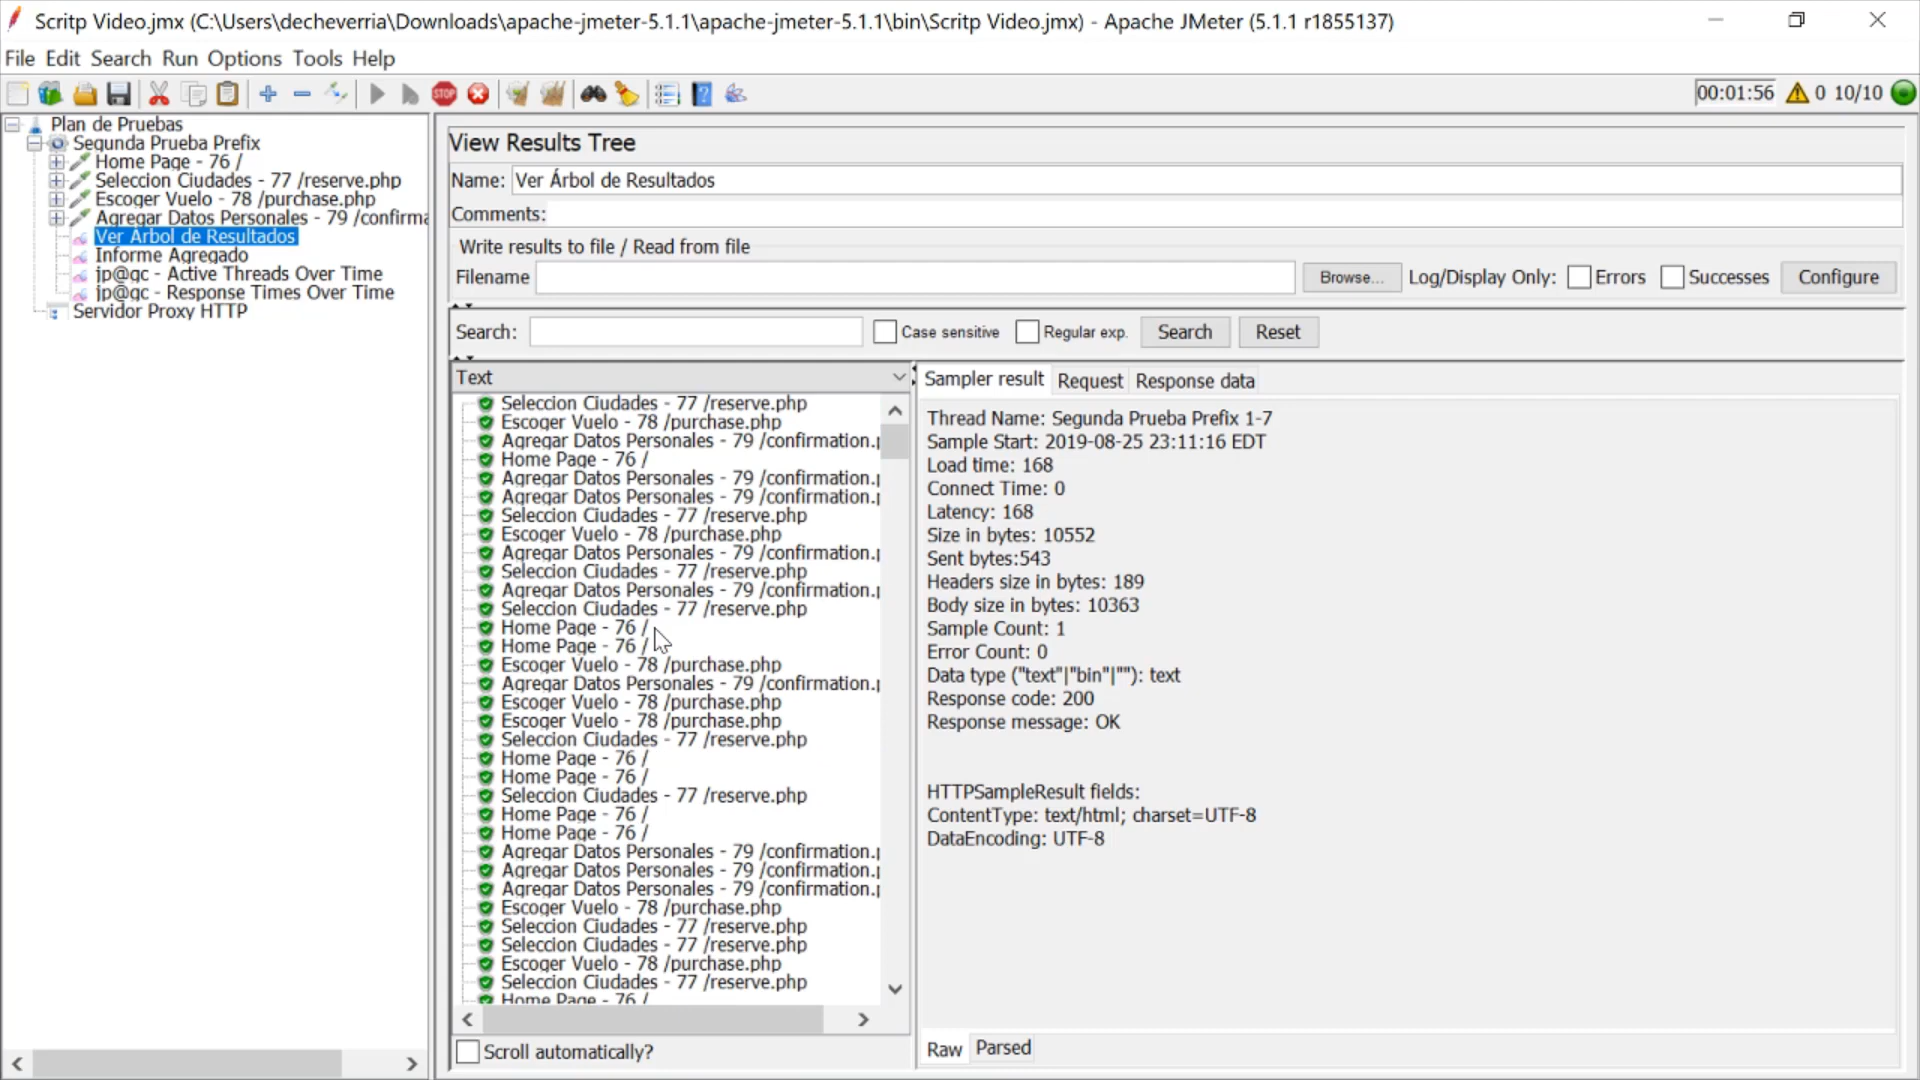 Scritp Video.jmx (C:\Users\decheverria\Downloads\apache-jmeter-5.1.1\apache-jmeter-5.1.1\bin\Scritp Video.jmx) - Apache JMeter (5.1.1 r1855137)
File Edit Search Run Options Tools Help
STOP
00:01:56 0 10/10
Plan de Pruebas
Segunda Prueba Prefix
Home Page - 76 /
Seleccion Ciudades - 77 /reserve.php
Escoger Vuelo - 78 /purchase.php
Agregar Datos Personales - 79 /confirma
Ver Árbol de Resultados
Informe Agregado
jp@gc - Active Threads Over Time
jp@gc - Response Times Over Time
Servidor Proxy HTTP
View Results Tree
Name: Ver Árbol de Resultados
Comments:
Write results to file / Read from file
Filename Browse... Log/Display Only: Errors Successes Configure
Search: Case sensitive Regular exp. Search Reset
Text
Seleccion Ciudades - 77 /reserve.php
Escoger Vuelo - 78 /purchase.php
Agregar Datos Personales - 79 /confirmation.p
Home Page - 76 /
Agregar Datos Personales - 79 /confirmation.p
Agregar Datos Personales - 79 /confirmation.p
Seleccion Ciudades - 77 /reserve.php
Escoger Vuelo - 78 /purchase.php
Agregar Datos Personales - 79 /confirmation.p
Seleccion Ciudades - 77 /reserve.php
Agregar Datos Personales - 79 /confirmation.p
Seleccion Ciudades - 77 /reserve.php
Home Page - 76 /
Home Page - 76 /
Escoger Vuelo - 78 /purchase.php
Agregar Datos Personales - 79 /confirmation.p
Escoger Vuelo - 78 /purchase.php
Escoger Vuelo - 78 /purchase.php
Seleccion Ciudades - 77 /reserve.php
Home Page - 76 /
Home Page - 76 /
Seleccion Ciudades - 77 /reserve.php
Home Page - 76 /
Home Page - 76 /
Agregar Datos Personales - 79 /confirmation.p
Agregar Datos Personales - 79 /confirmation.p
Agregar Datos Personales - 79 /confirmation.p
Escoger Vuelo - 78 /purchase.php
Seleccion Ciudades - 77 /reserve.php
Seleccion Ciudades - 77 /reserve.php
Escoger Vuelo - 78 /purchase.php
Seleccion Ciudades - 77 /reserve.php
Home Page - 76 /
Scroll automatically?
Sampler result Request Response data
Thread Name: Segunda Prueba Prefix 1-7
Sample Start: 2019-08-25 23:11:16 EDT
Load time: 168
Connect Time: 0
Latency: 168
Size in bytes: 10552
Sent bytes:543
Headers size in bytes: 189
Body size in bytes: 10363
Sample Count: 1
Error Count: 0
Data type ("text"|"bin"|""): text
Response code: 200
Response message: OK
HTTPSampleResult fields:
ContentType: text/html; charset=UTF-8
DataEncoding: UTF-8
Raw Parsed